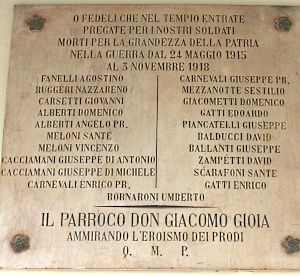 O FEDELI CHE NEL TEMPIO ENTRATE
PREGATE PER I NOSTRI SOLDATI
MORTI PER LA GRANDEZZA DELLA PATRIA
NELLA GUERRA DAL 24 MAGGIO 1915
AL 3 NOVEMBRE 1918
FANELLI AGOSTINO
RUGGERI NAZZARENO
CARSETTI GIOVANNI
ALBERTI DOMENICO
ALBERTI ANGELO PR.
MELONI SANTE
MELONI VINCENZO
CACCIAMANI GIUSEPPE DI ANTONIO
CACCIAMANI GIUSEPPE DI MICHELE
CARNEVALI ENRICO PR.
CARNEVALI GIUSEPPE PR.
MEZZANOTTE SESTILIO
GIACOMETTI DOMENICO
GATTI EDOARDO
PIANCATELLI GIUSEPPE
BALDUCCI DAVID
BALLANTI GIUSEPPE
ZAMPETTI DAVID
SCARAFONI SANTE
GATTI ENRICO
BORNARONI UMBERTO
IL PARROCO DON GIACOMO GIOIA
AMMIRANDO L'EROISMO DEI PRODI
Q. M. P.